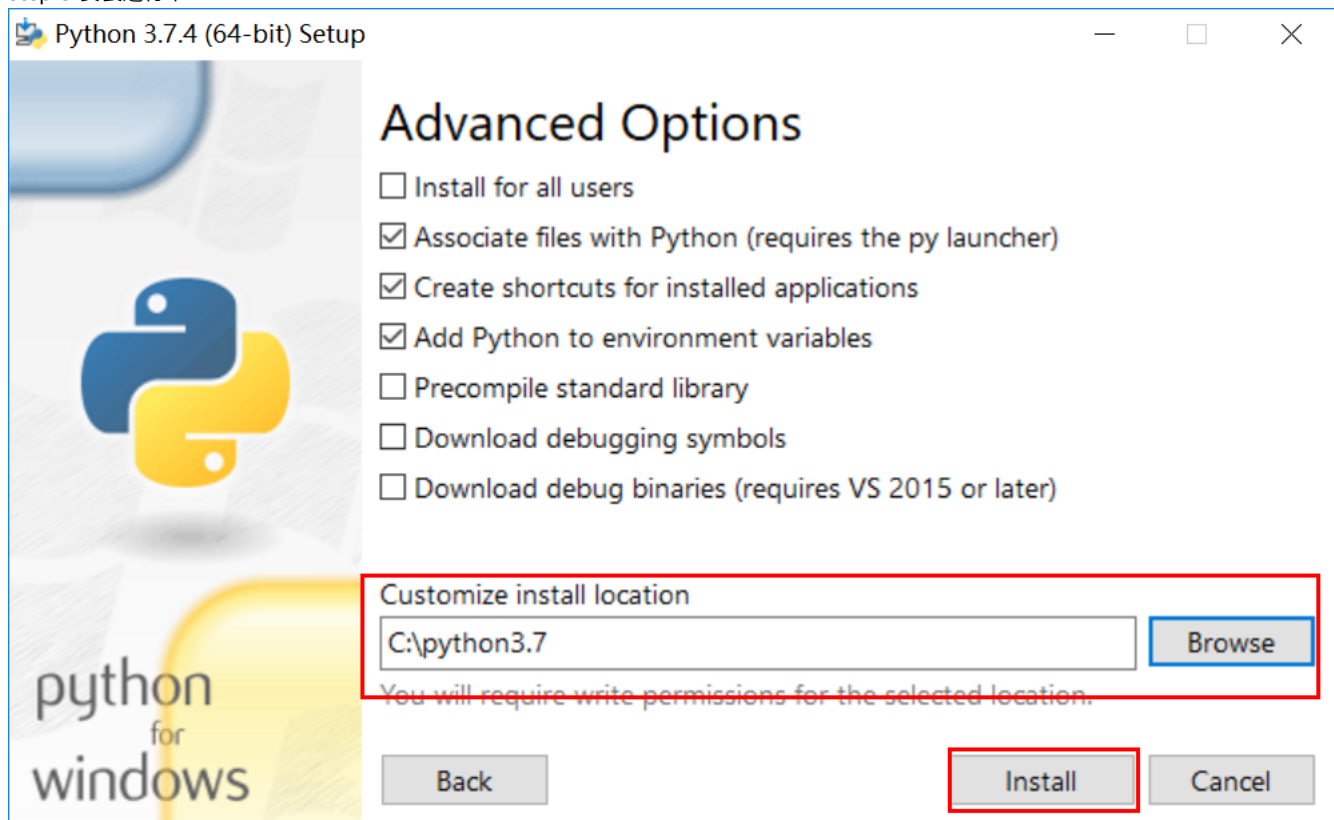 Python 3.7.4 (64-bit) Setup
Advanced Options
Install for all users
Associate files with Python (requires the py launcher)
Create shortcuts for installed applications
Add Python to environment variables
Precompile standard library
Download debugging symbols
Download debug binaries (requires VS 2015 or later)
Customize install location
C:\python3.7
Browse
You will require write permissions for the selected location.
python
for
windows
Back
Install
Cancel